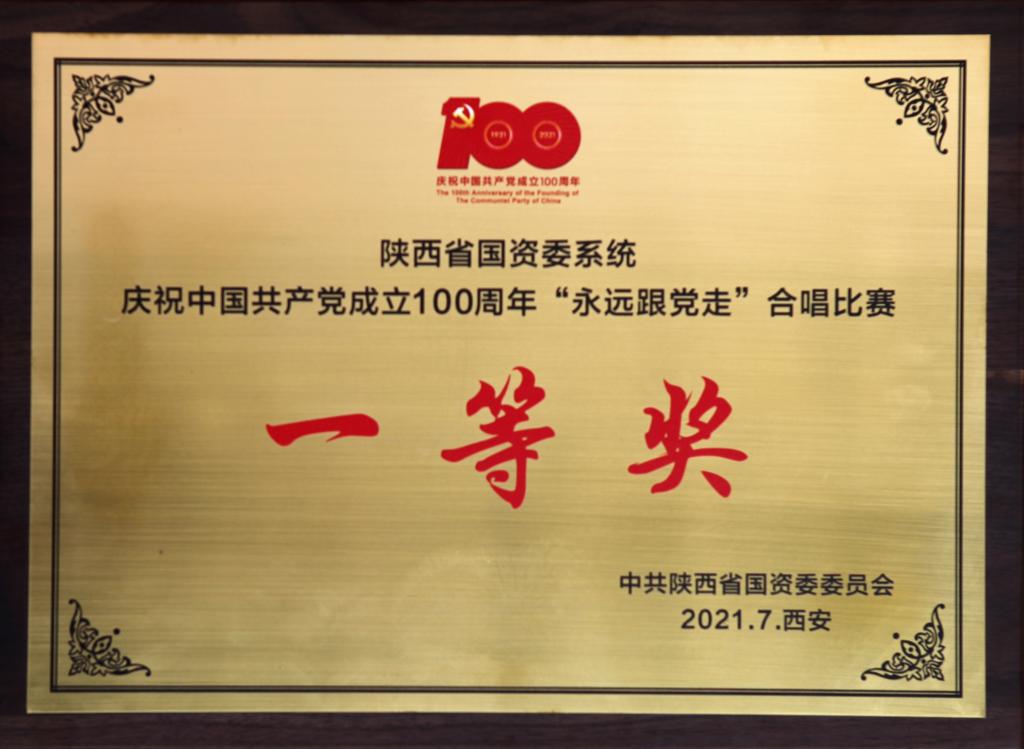 1921 2021
庆祝中国共产党成立100周年
The 100th Anniversary of the Founding of
The Communist Party of China
陕西省国资委系统
庆祝中国共产党成立100周年“永远跟党走”合唱比赛
一等奖
中共陕西省国资委委员会
2021.7.西安